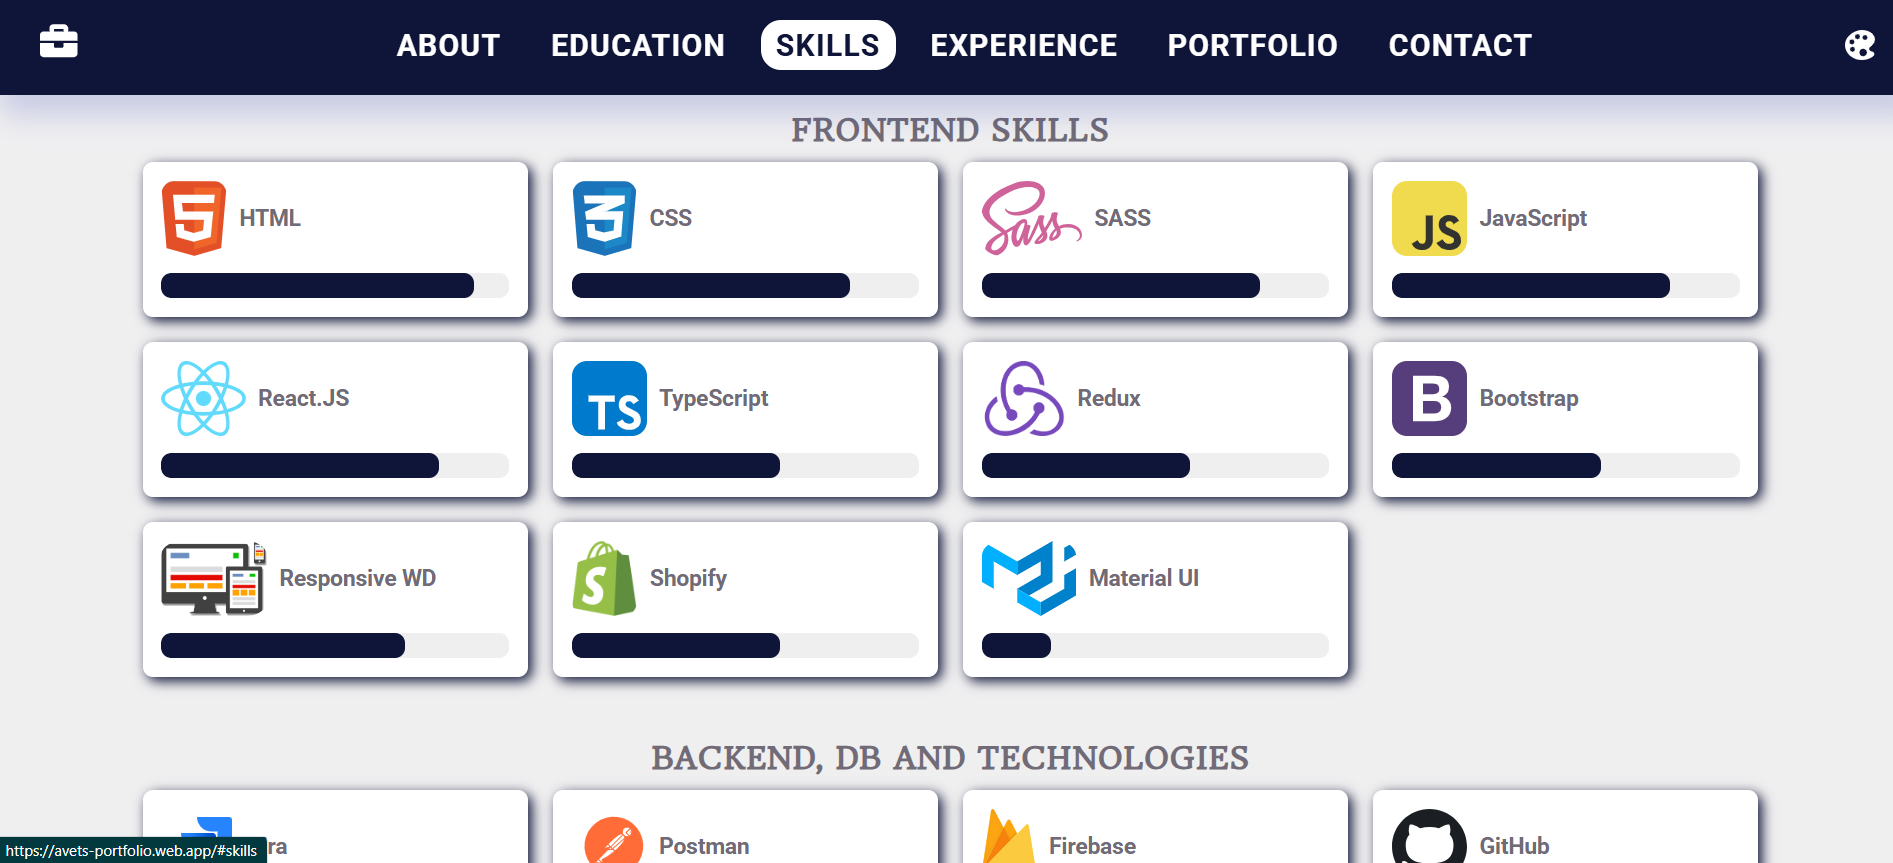 ABOUT EDUCATION SKILLS EXPERIENCE PORTFOLIO CONTACT
FRONTEND SKILLS
HTML CSS Sass SASS JS JavaScript
React.JS TS TypeScript Redux B Bootstrap
Responsive WD S Shopify Material UI
BACKEND, DB AND TECHNOLOGIES
ra Postman Firebase GitHub
https://avets-portfolio.web.app/#skills